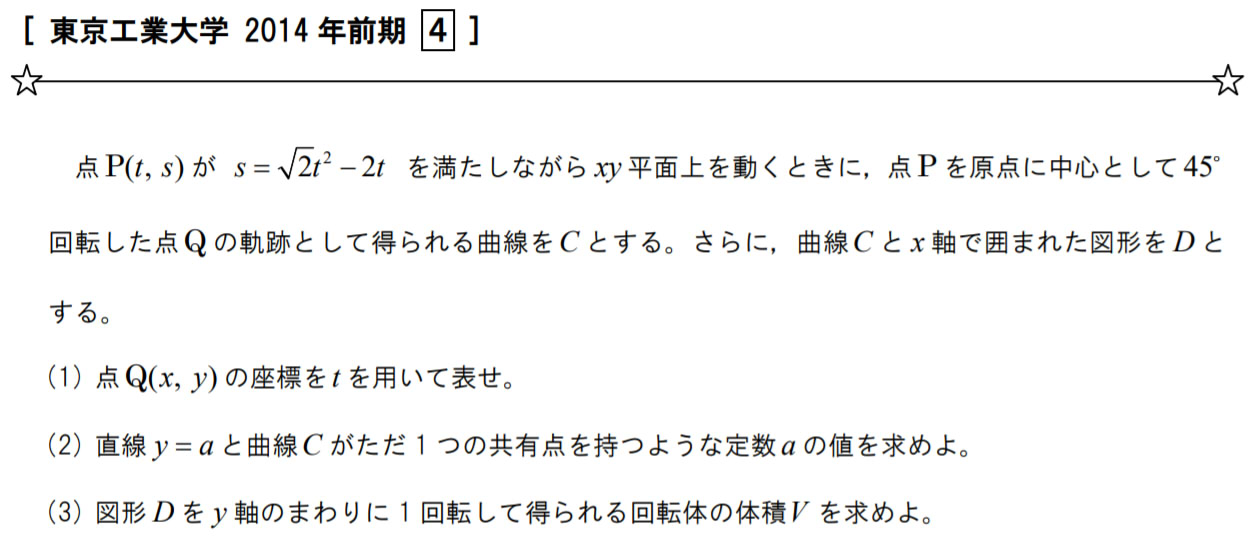 [ 東京工業大学 2014 年前期 4 ]
点 P(t, s) が s = √2t² − 2t を満たしながら xy 平面上を動くときに，点 P を原点に中心として 45°
回転した点 Q の軌跡として得られる曲線を C とする。さらに，曲線 C と x 軸で囲まれた図形を D と
する。
(1) 点 Q(x, y) の座標を t を用いて表せ。
(2) 直線 y = a と曲線 C がただ 1 つの共有点を持つような定数 a の値を求めよ。
(3) 図形 D を y 軸のまわりに 1 回転して得られる回転体の体積 V を求めよ。